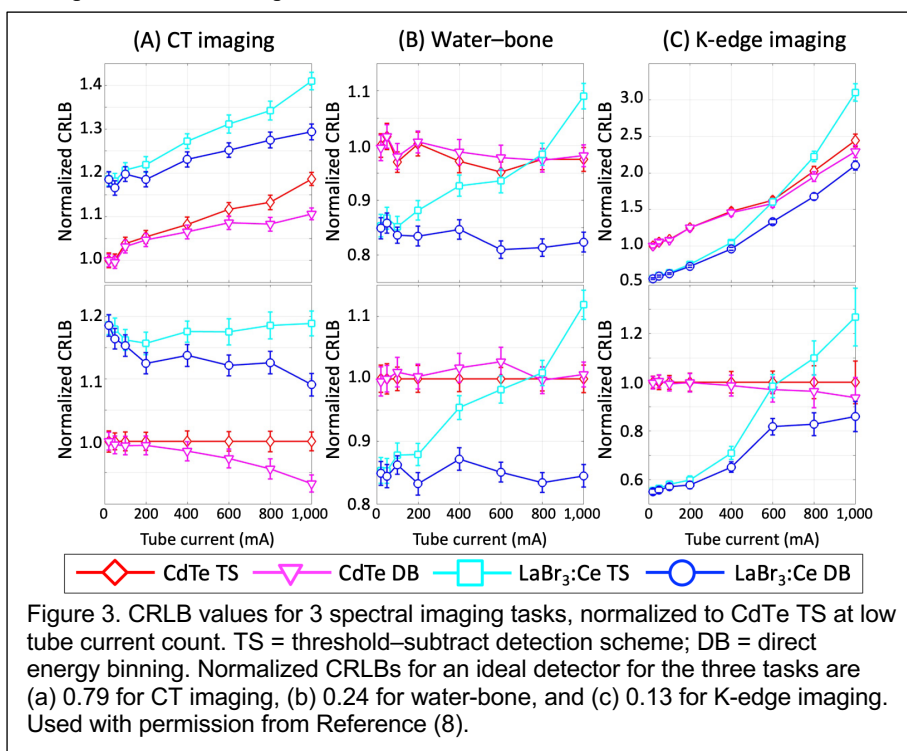 (A) CT imaging
(B) Water–bone
(C) K-edge imaging
Normalized CRLB
1.4
1.3
1.2
1.1
1.0
Normalized CRLB
1.0
0.9
0.8
Normalized CRLB
3.0
2.5
2.0
1.5
1.0
0.5
Normalized CRLB
1.2
1.1
1.0
0 200 400 600 800 1,000
Tube current (mA)
Normalized CRLB
1.0
0.9
0.8
0 200 400 600 800 1,000
Tube current (mA)
Normalized CRLB
1.2
1.0
0.8
0.6
0 200 400 600 800 1,000
Tube current (mA)
CdTe TS CdTe DB LaBr₃:Ce TS LaBr₃:Ce DB
Figure 3. CRLB values for 3 spectral imaging tasks, normalized to CdTe TS at low
tube current count. TS = threshold–subtract detection scheme; DB = direct
energy binning. Normalized CRLBs for an ideal detector for the three tasks are
(a) 0.79 for CT imaging, (b) 0.24 for water-bone, and (c) 0.13 for K-edge imaging.
Used with permission from Reference (8).